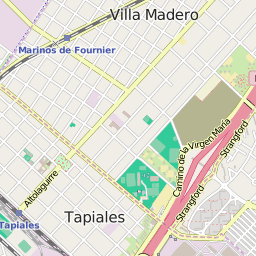 Villa Madero
Marinos de Fournier
Camino de la Virgen María
Strangford
Altolaguirre
Strangford
Tapiales
Tapiales